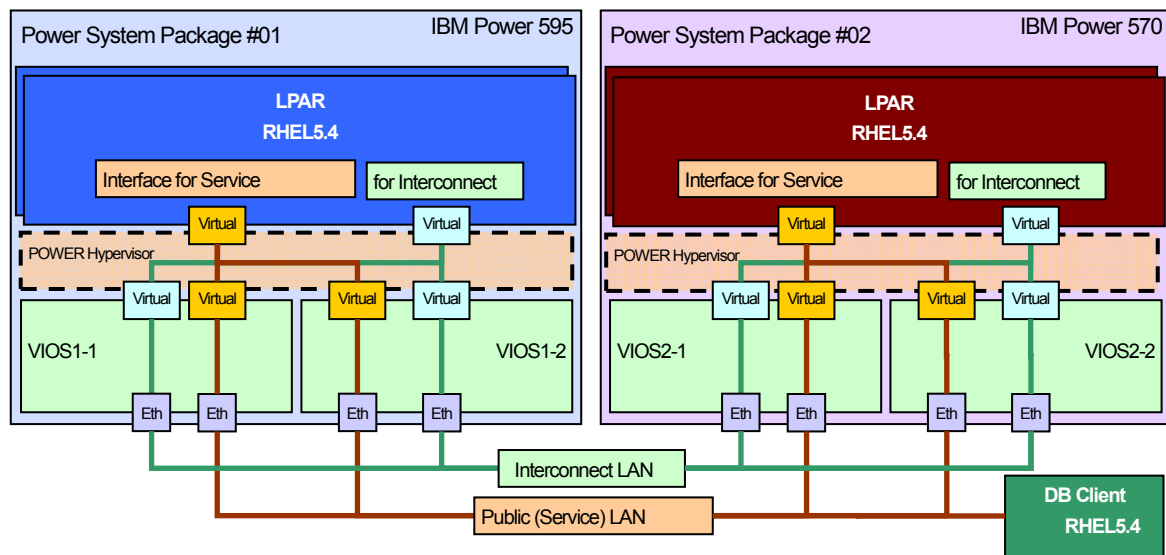 Power System Package #01
IBM Power 595
LPAR
RHEL5.4
Interface for Service
for Interconnect
Virtual
Virtual
POWER Hypervisor
Virtual
Virtual
Virtual
Virtual
VIOS1-1
VIOS1-2
Eth
Eth
Eth
Eth
Power System Package #02
IBM Power 570
LPAR
RHEL5.4
Interface for Service
for Interconnect
Virtual
Virtual
POWER Hypervisor
Virtual
Virtual
Virtual
Virtual
VIOS2-1
VIOS2-2
Eth
Eth
Eth
Eth
Interconnect LAN
Public (Service) LAN
DB Client
RHEL5.4